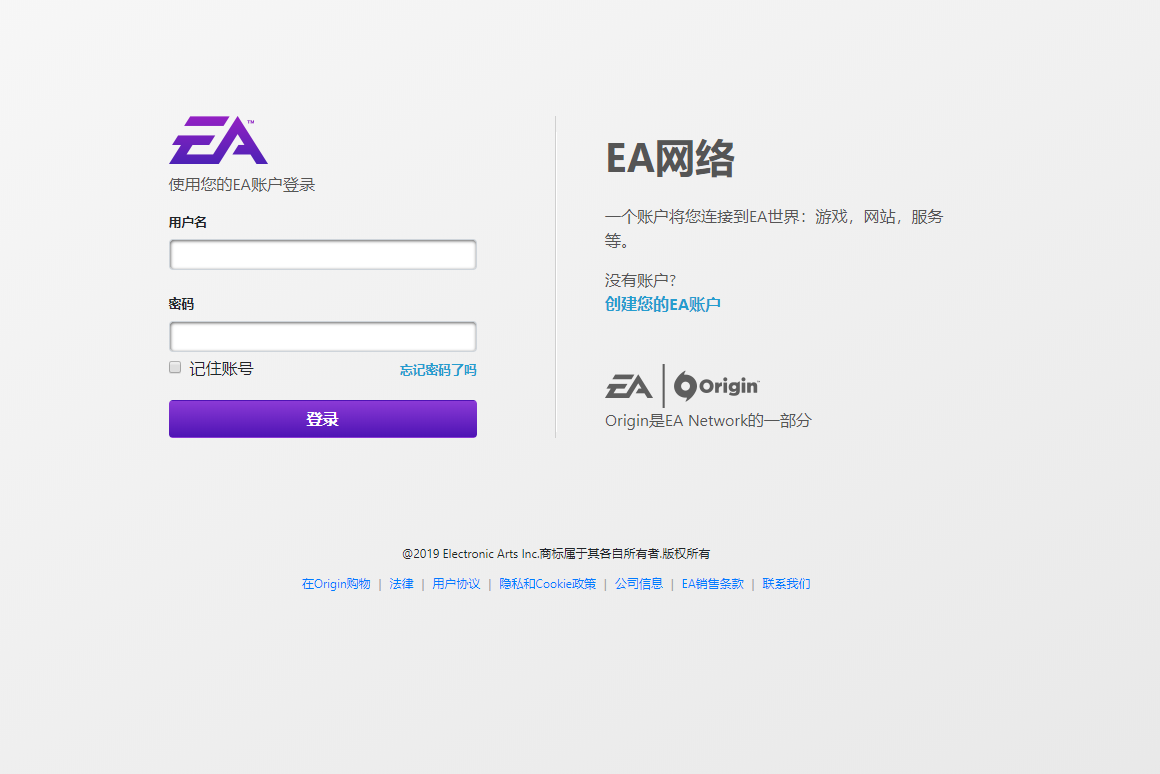 EA™
使用您的EA账户登录
用户名
密码
记住账号
忘记密码了吗
登录
EA网络
一个账户将您连接到EA世界：游戏，网站，服务
等。
没有账户?
创建您的EA账户
EA | Origin™
Origin是EA Network的一部分
@2019 Electronic Arts Inc.商标属于其各自所有者.版权所有
在Origin购物 | 法律 | 用户协议 | 隐私和Cookie政策 | 公司信息 | EA销售条款 | 联系我们